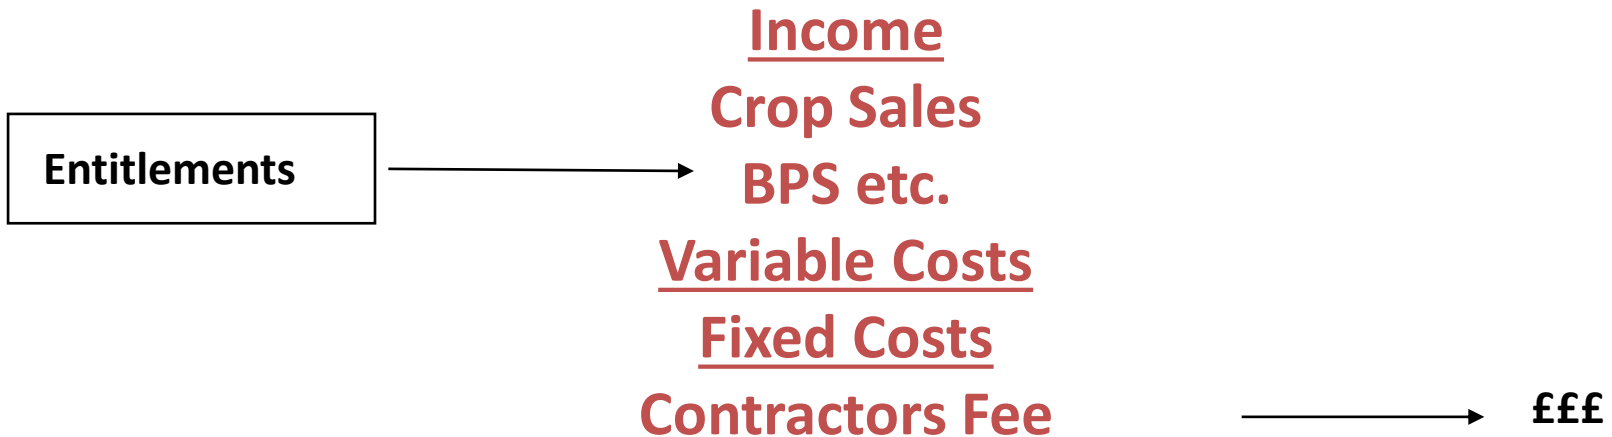 Income
Crop Sales
Entitlements
BPS etc.
Variable Costs
Fixed Costs
Contractors Fee
£££